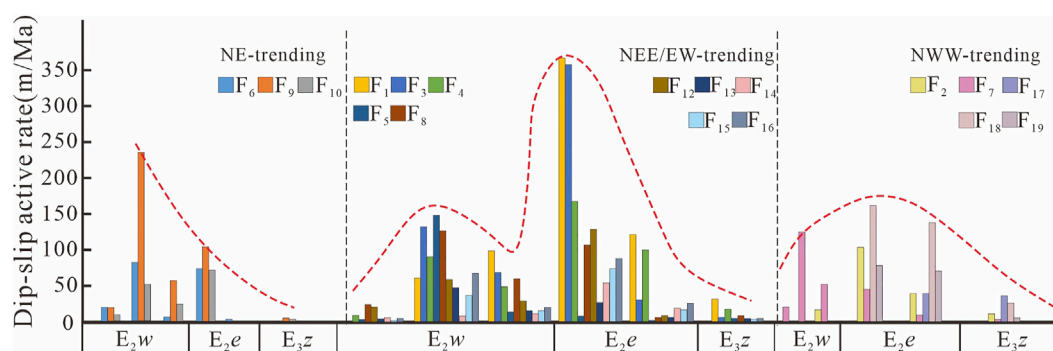 Dip-slip active rate(m/Ma)
350
300
250
200
150
100
50
0
NE-trending
F6 F9 F10
F1 F3 F4
F5 F8
NEE/EW-trending
F12 F13 F14
F15 F16
NWW-trending
F2 F7 F17
F18 F19
E2w E2e E3z E2w E2e E3z E2w E2e E3z